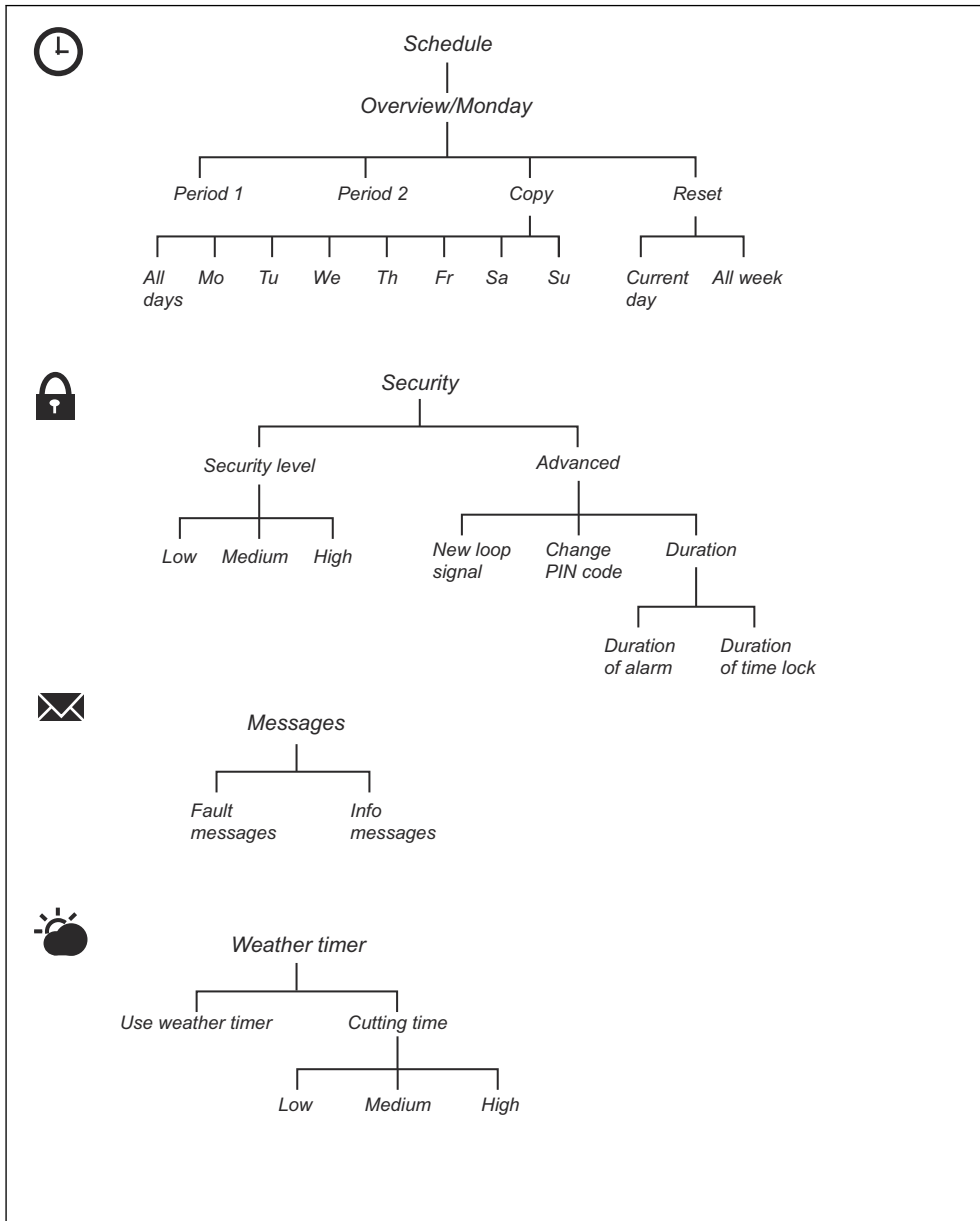 Schedule
Overview/Monday
Period 1
Period 2
Copy
Reset
All
days
Mo
Tu
We
Th
Fr
Sa
Su
Current
day
All week
Security
Security level
Advanced
Low
Medium
High
New loop
signal
Change
PIN code
Duration
Duration
of alarm
Duration
of time lock
Messages
Fault
messages
Info
messages
Weather timer
Use weather timer
Cutting time
Low
Medium
High